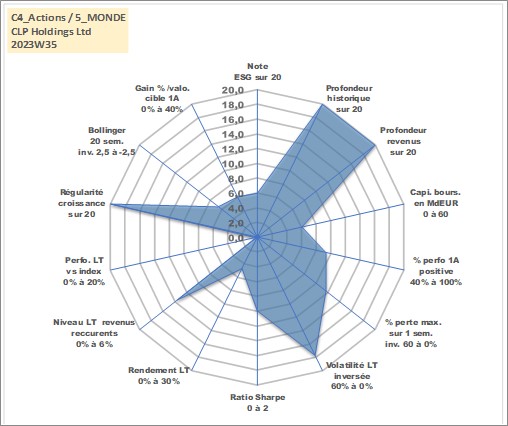 C4_Actions / 5_MONDE
CLP Holdings Ltd
2023W35
Note
ESG sur 20
Profondeur
historique
sur 20
Profondeur
revenus
sur 20
Capi. bours.
en MdEUR
0 à 60
% perfo 1A
positive
40% à 100%
% perte max.
sur 1 sem.
inv. 60 à 0%
Volatilité LT
inversée
60% à 0%
Ratio Sharpe
0 à 2
Rendement LT
0% à 30%
Niveau LT revenus
reccurents
0% à 6%
Perfo. LT
vs index
0% à 20%
Régularité
croissance
sur 20
Bollinger
20 sem.
inv. 2,5 à -2,5
Gain % /valo.
cible 1A
0% à 40%
20,0
18,0
16,0
14,0
12,0
10,0
8,0
6,0
4,0
2,0
0,0